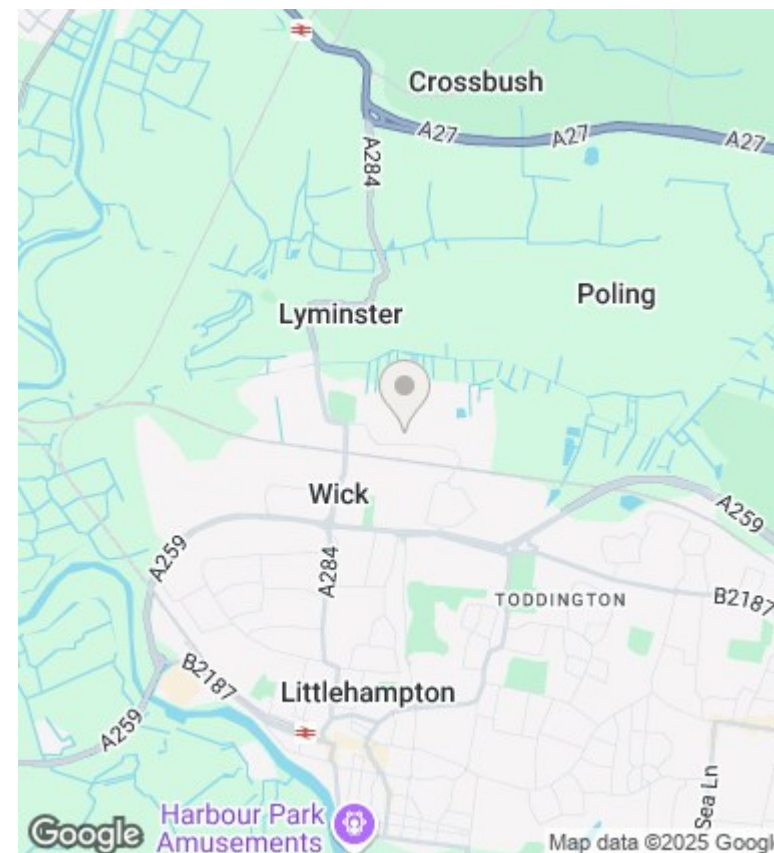 Crossbush
A27
A27
A27
A284
Poling
Lyminster
Wick
A259
A259
A284
TODDINGTON
B2187
B2187
Littlehampton
A259
Sea Ln
Harbour Park
Amusements
Google
Map data ©2025 Googl